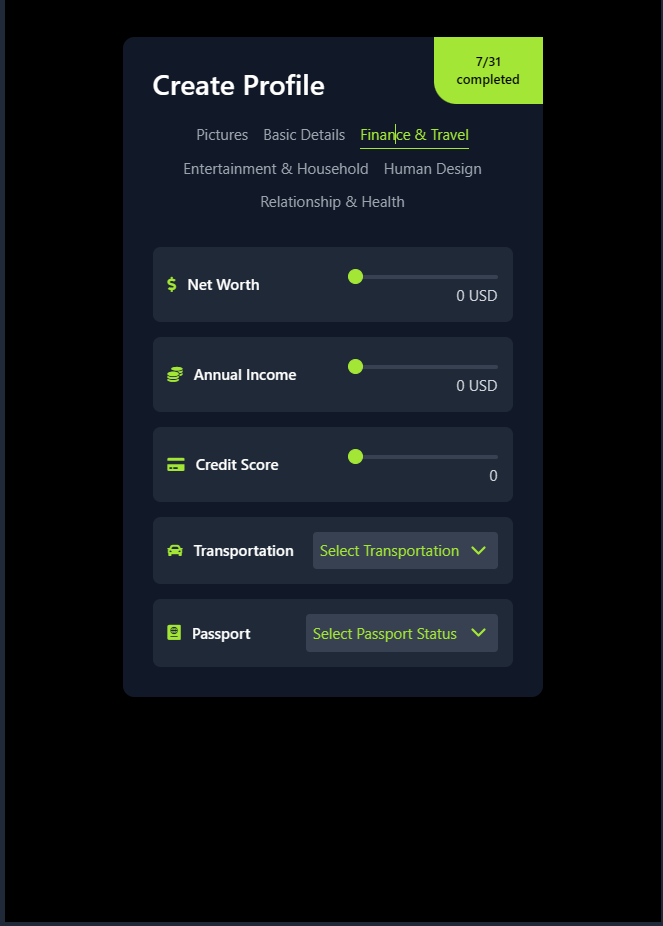 7/31
completed
Create Profile
Pictures Basic Details Finance & Travel
Entertainment & Household Human Design
Relationship & Health
$ Net Worth
0 USD
Annual Income
0 USD
Credit Score
0
Transportation Select Transportation
Passport Select Passport Status